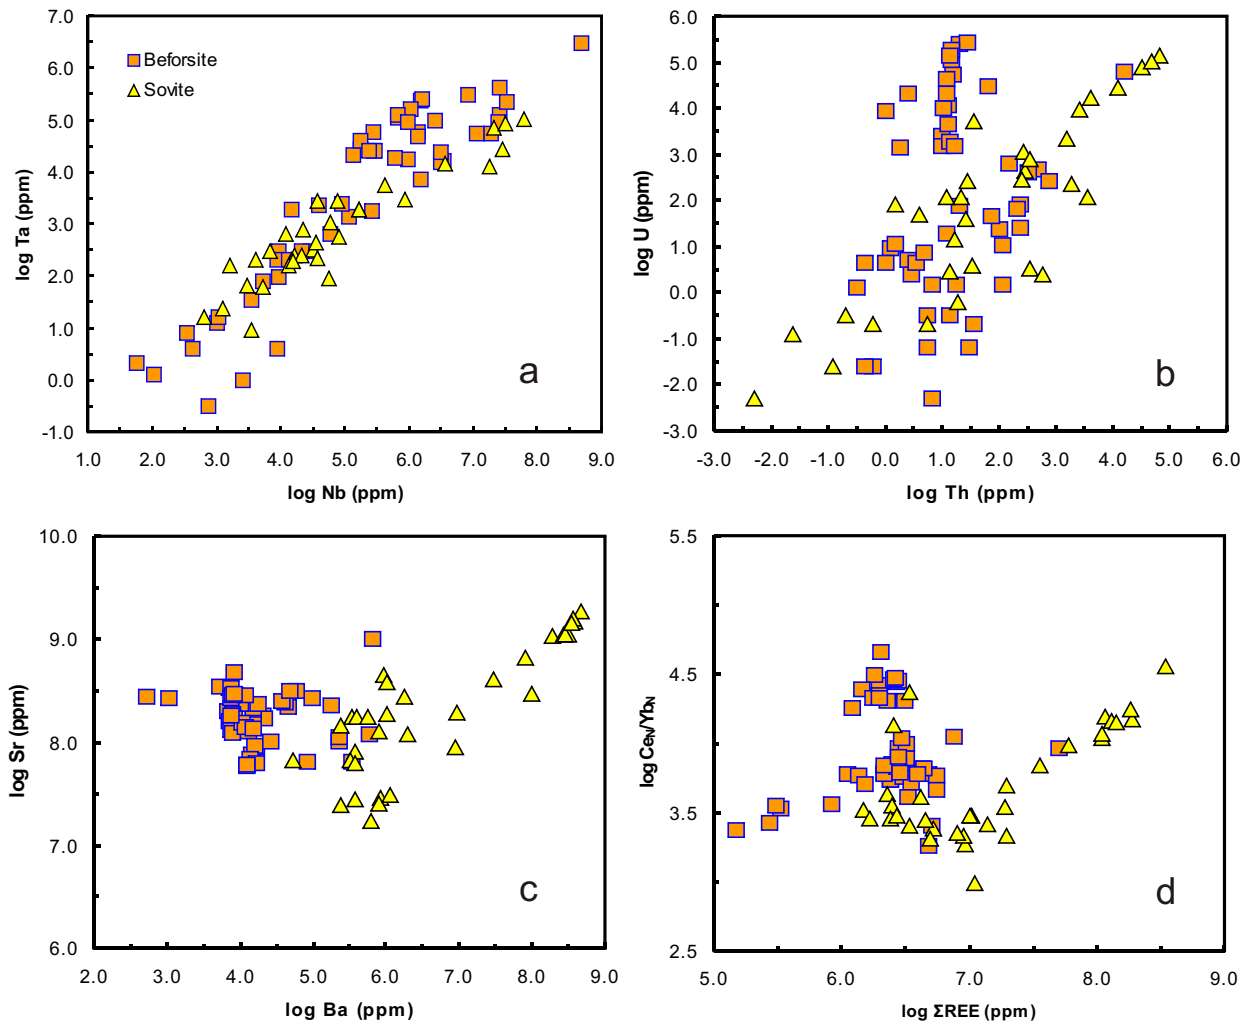 7.0
6.0
5.0
4.0
3.0
2.0
1.0
0.0
-1.0
log Ta (ppm)
Beforsite
Sovite
a
1.0 2.0 3.0 4.0 5.0 6.0 7.0 8.0 9.0
log Nb (ppm)
6.0
5.0
4.0
3.0
2.0
1.0
0.0
-1.0
-2.0
-3.0
log U (ppm)
b
-3.0 -2.0 -1.0 0.0 1.0 2.0 3.0 4.0 5.0 6.0
log Th (ppm)
10.0
9.0
8.0
7.0
6.0
log Sr (ppm)
c
2.0 3.0 4.0 5.0 6.0 7.0 8.0 9.0
log Ba (ppm)
5.5
4.5
3.5
2.5
log CeN/YbN
d
5.0 6.0 7.0 8.0 9.0
log ΣREE (ppm)